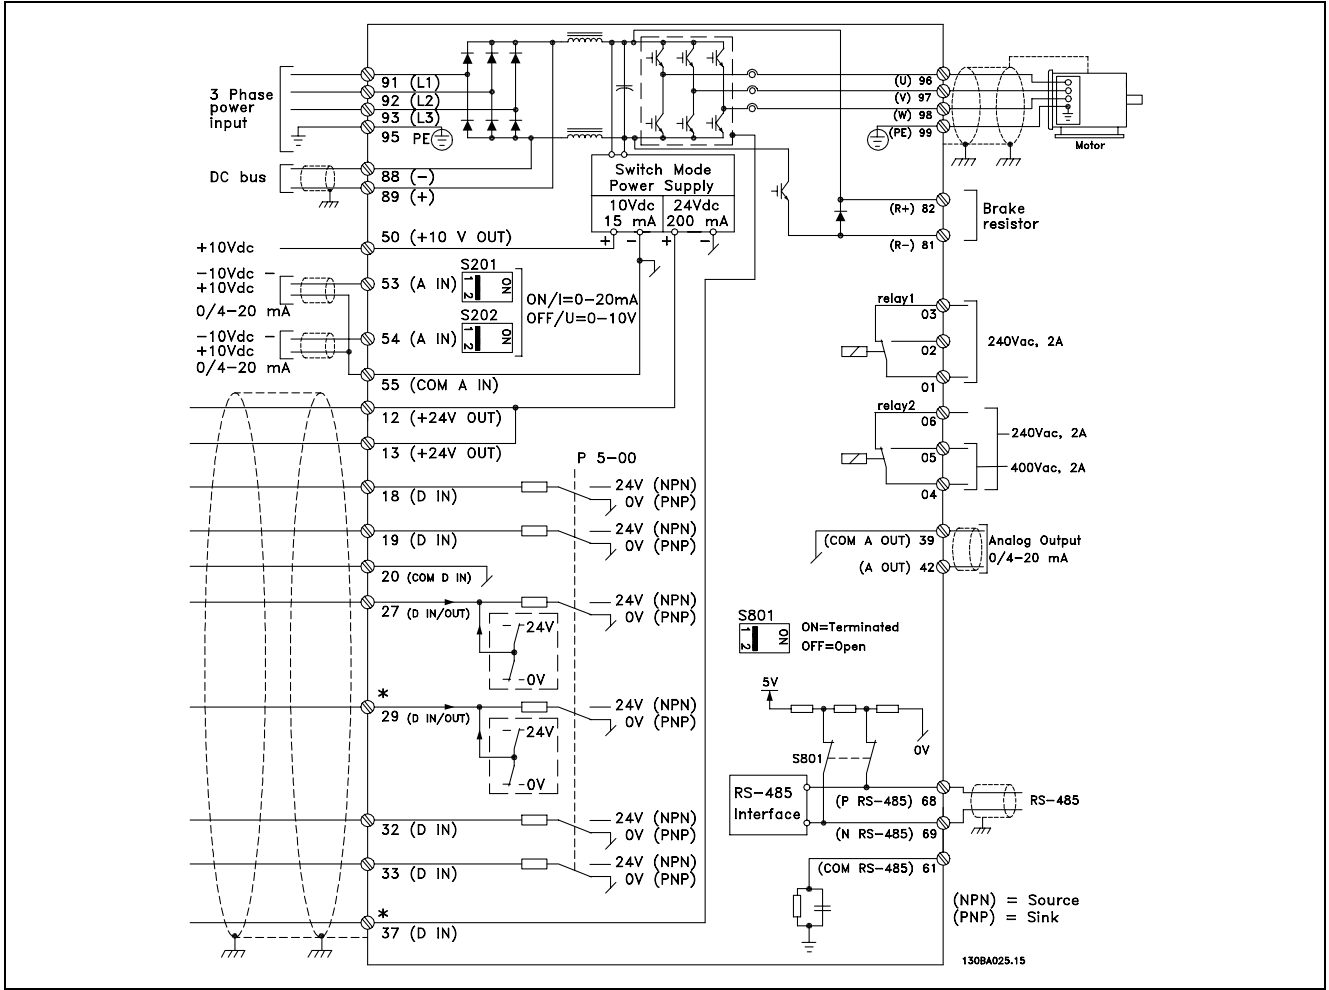 3 Phase
power
input
91 (L1)
92 (L2)
93 (L3)
95 PE
DC bus
88 (-)
89 (+)
+10Vdc
50 (+10 V OUT)
-10Vdc -
+10Vdc
0/4-20 mA
53 (A IN)
S201
1 2 ON
ON/I=0-20mA
OFF/U=0-10V
S202
1 2 ON
-10Vdc -
+10Vdc
0/4-20 mA
54 (A IN)
55 (COM A IN)
12 (+24V OUT)
13 (+24V OUT)
P 5-00
18 (D IN)
24V (NPN)
0V (PNP)
19 (D IN)
24V (NPN)
0V (PNP)
20 (COM D IN)
27 (D IN/OUT)
24V (NPN)
0V (PNP)
24V
0V
*
29 (D IN/OUT)
24V (NPN)
0V (PNP)
24V
0V
32 (D IN)
24V (NPN)
0V (PNP)
33 (D IN)
24V (NPN)
0V (PNP)
*
37 (D IN)
Switch Mode
Power Supply
10Vdc
15 mA
24Vdc
200 mA
+ - + -
(U) 96
(V) 97
(W) 98
(PE) 99
Motor
(R+) 82
Brake
resistor
(R-) 81
relay1
03
02
01
240Vac, 2A
relay2
06
05
04
240Vac, 2A
400Vac, 2A
(COM A OUT) 39
(A OUT) 42
Analog Output
0/4-20 mA
S801
1 2 ON
ON=Terminated
OFF=Open
5V
0V
S801
RS-485
Interface
(P RS-485) 68
(N RS-485) 69
RS-485
(COM RS-485) 61
(NPN) = Source
(PNP) = Sink
130BA025.15